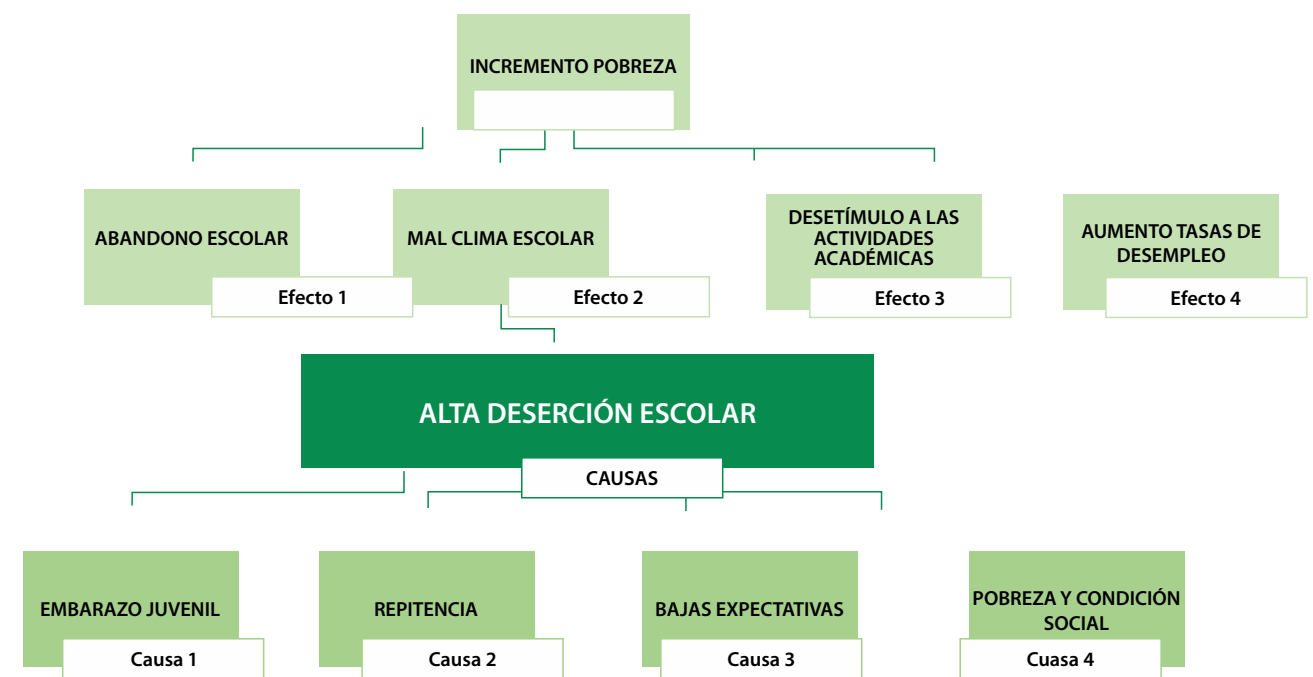 INCREMENTO POBREZA
ABANDONO ESCOLAR
Efecto 1
MAL CLIMA ESCOLAR
Efecto 2
DESETÍMULO A LAS
ACTIVIDADES
ACADÉMICAS
Efecto 3
AUMENTO TASAS DE
DESEMPLEO
Efecto 4
ALTA DESERCIÓN ESCOLAR
CAUSAS
EMBARAZO JUVENIL
Causa 1
REPITENCIA
Causa 2
BAJAS EXPECTATIVAS
Causa 3
POBREZA Y CONDICIÓN
SOCIAL
Cuasa 4